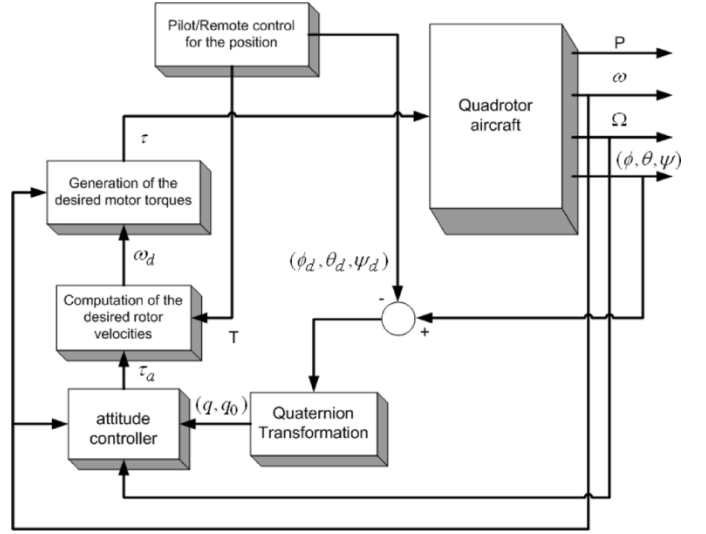 Pilot/Remote control
for the position
P
ω
Quadrotor
aircraft
Ω
τ
(ϕ,θ,ψ)
Generation of the
desired motor torques
ω_d
(ϕ_d,θ_d,ψ_d)
-
+
Computation of the
desired rotor
velocities
T
τ_a
attitude
controller
(q,q_0)
Quaternion
Transformation